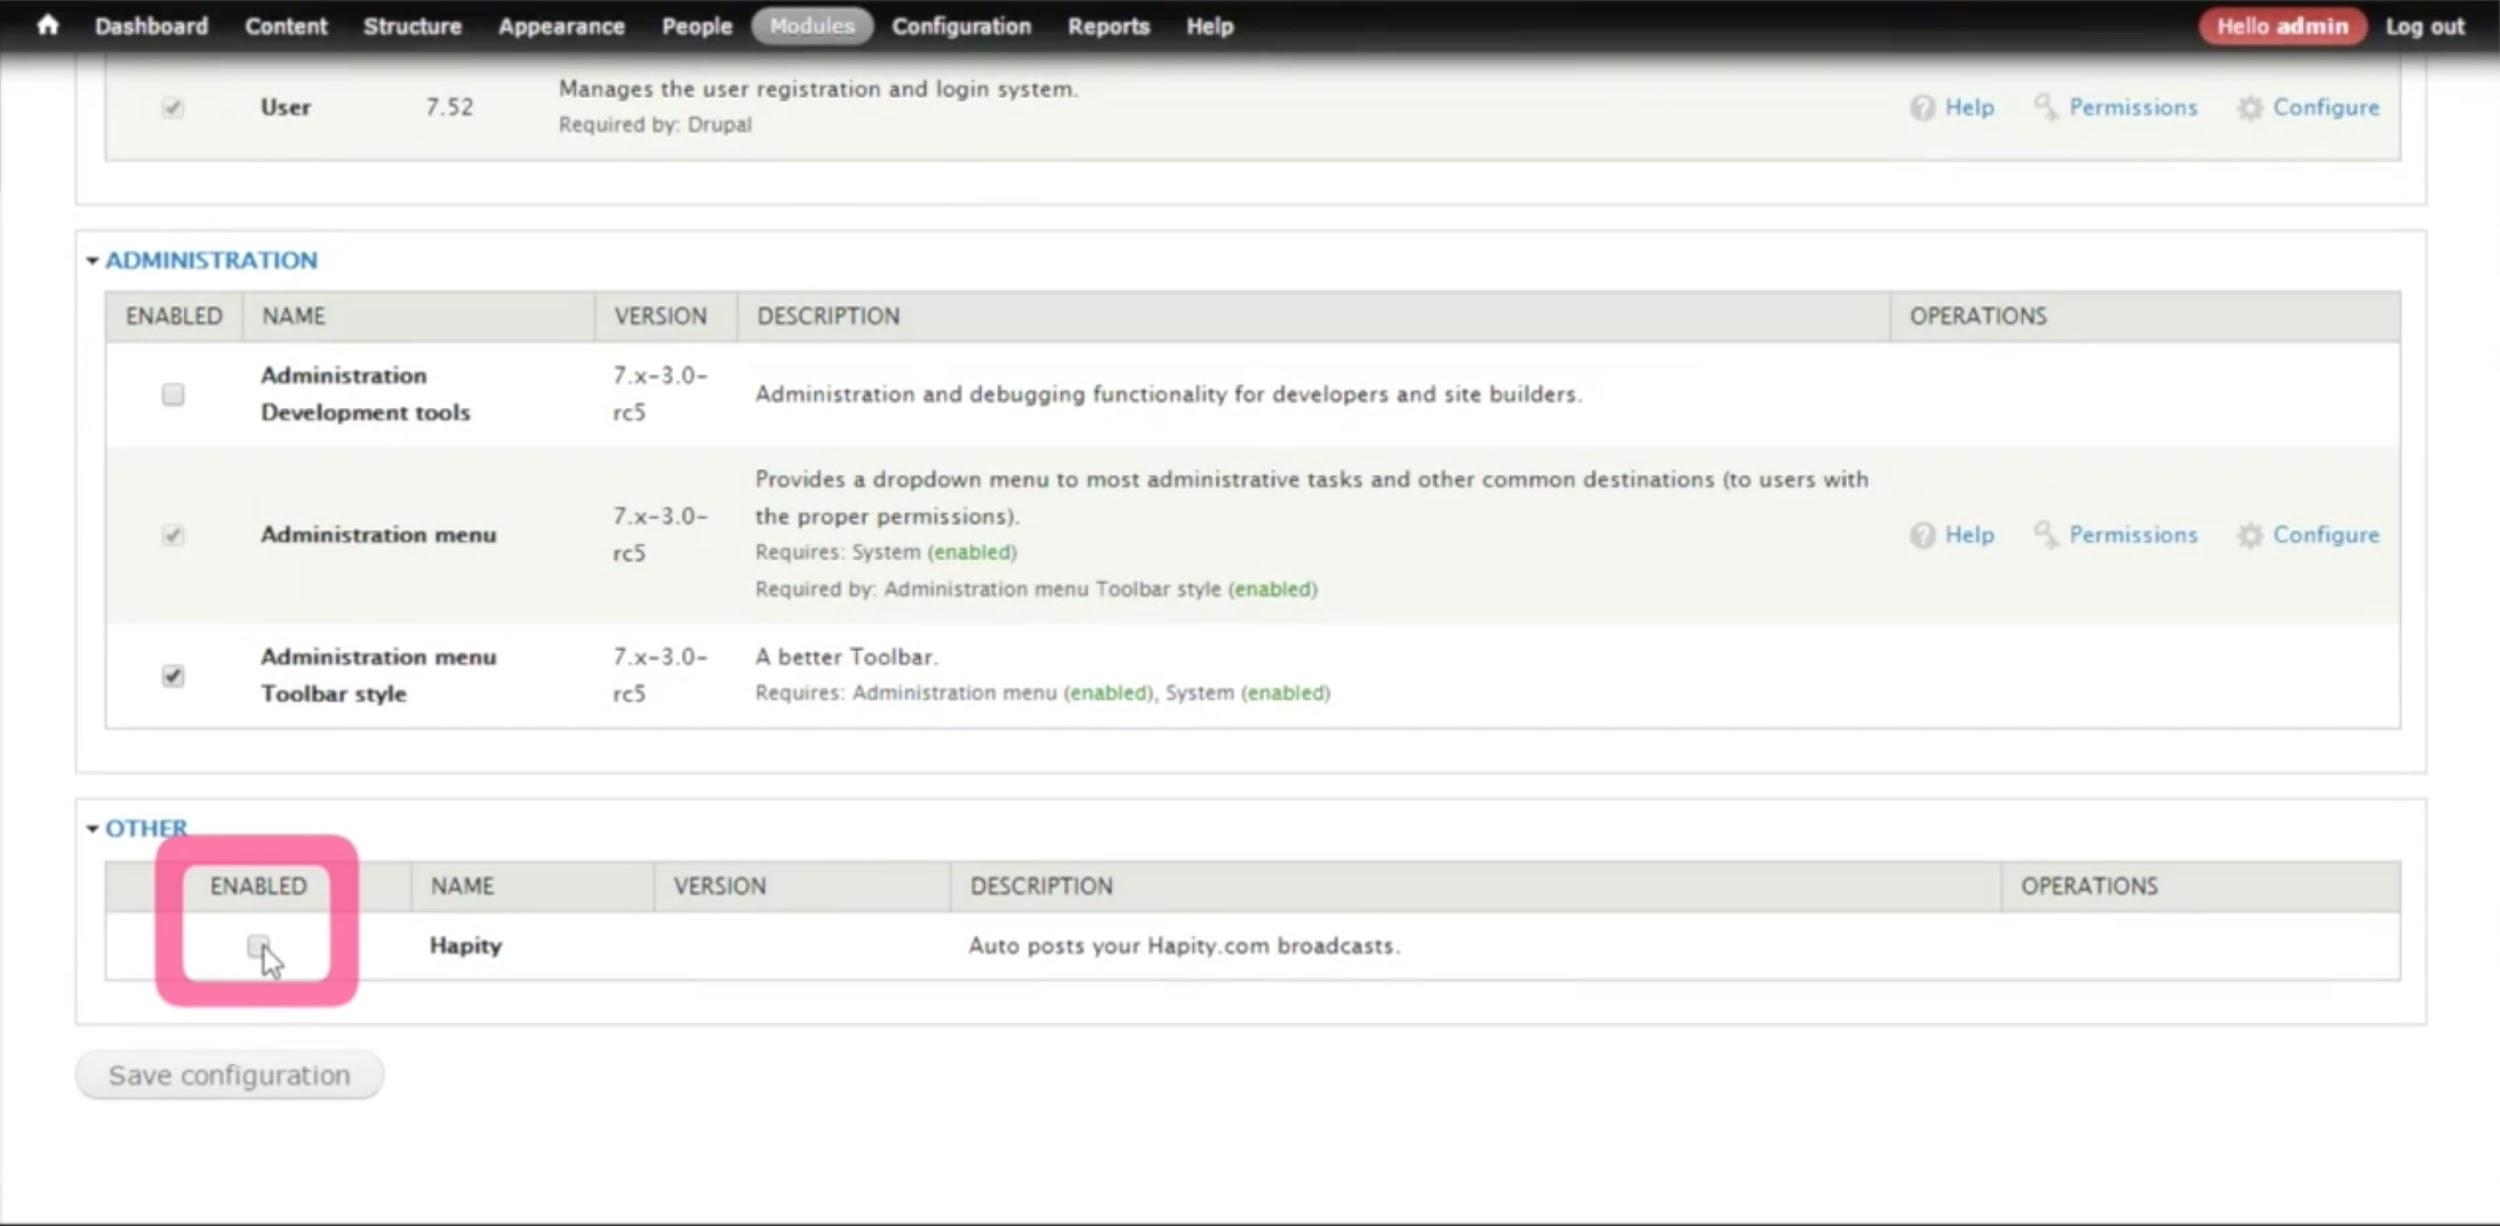 Dashboard Content Structure Appearance People Modules Configuration Reports Help Hello admin Log out
Manages the user registration and login system.
User 7.52 Help Permissions Configure
Required by: Drupal
ADMINISTRATION
ENABLED NAME VERSION DESCRIPTION OPERATIONS
Administration 7.x-3.0-
Administration and debugging functionality for developers and site builders.
Development tools rc5
Provides a dropdown menu to most administrative tasks and other common destinations (to users with
7.x-3.0- the proper permissions).
Administration menu Help Permissions Configure
rc5 Requires: System (enabled)
Required by: Administration menu Toolbar style (enabled)
Administration menu 7.x-3.0- A better Toolbar.
Toolbar style rc5 Requires: Administration menu (enabled), System (enabled)
OTHER
ENABLED NAME VERSION DESCRIPTION OPERATIONS
Hapity Auto posts your Hapity.com broadcasts.
Save configuration